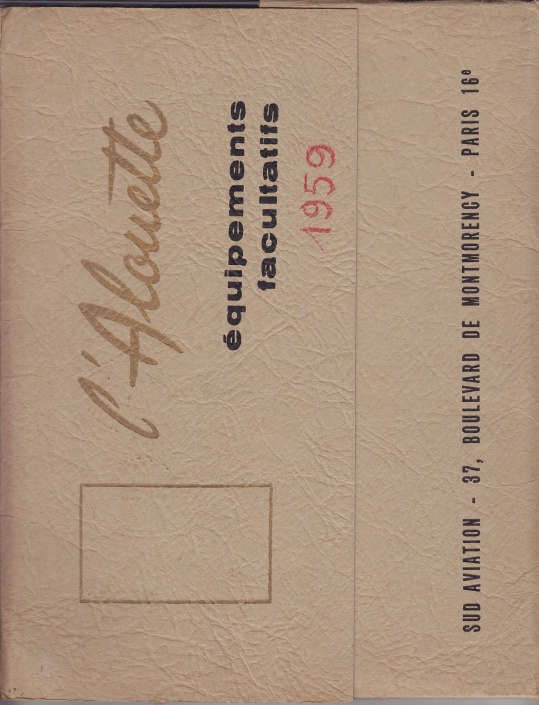 l'Alouette
équipements
facultatifs
1959
SUD AVIATION - 37, BOULEVARD DE MONTMORENCY - PARIS 16e